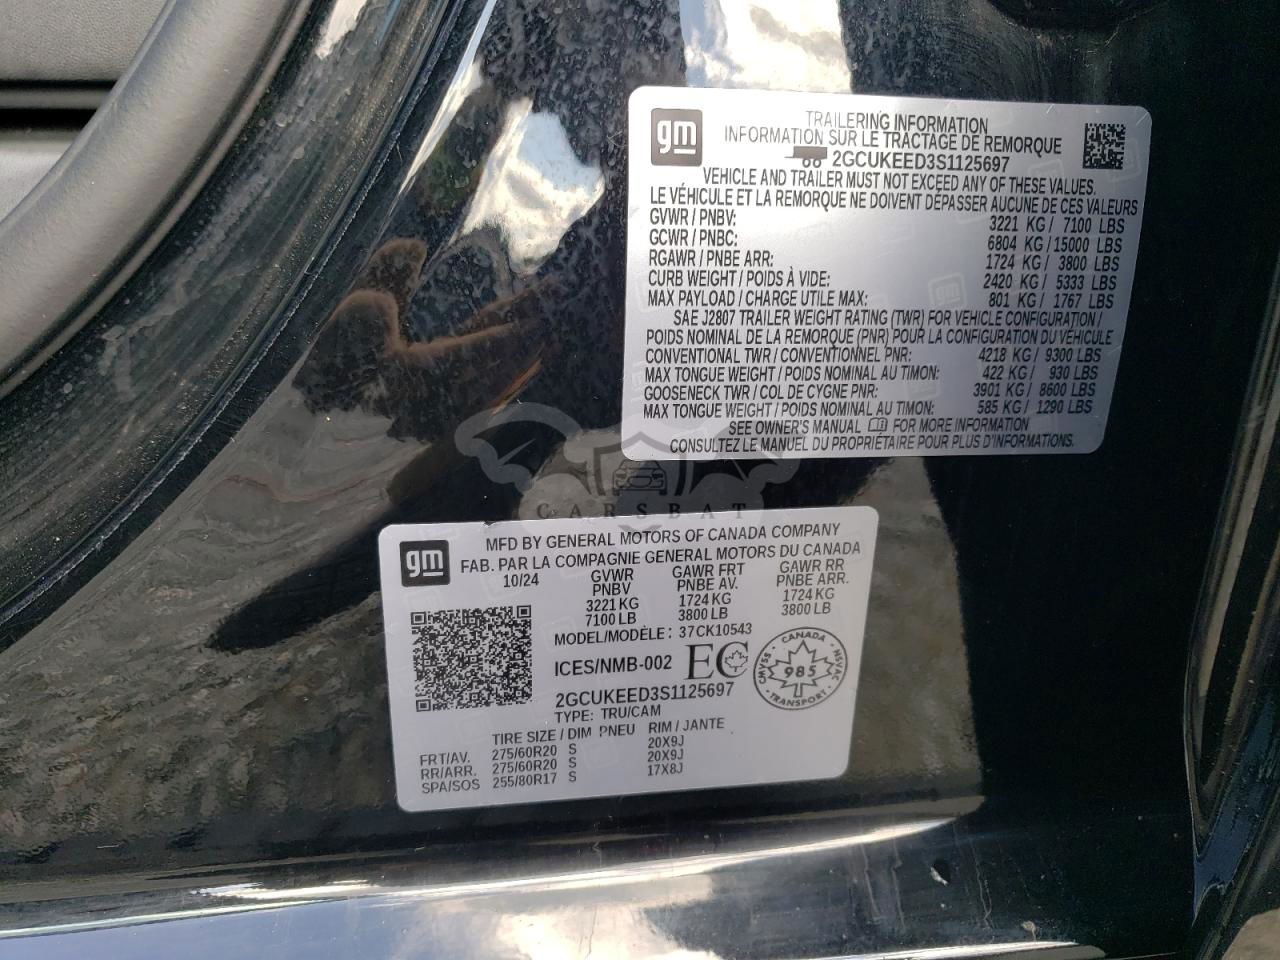 gm
TRAILERING INFORMATION
INFORMATION SUR LE TRACTAGE DE REMORQUE
2GCUKEED3S1125697
VEHICLE AND TRAILER MUST NOT EXCEED ANY OF THESE VALUES.
LE VÉHICULE ET LA REMORQUE NE DOIVENT DÉPASSER AUCUNE DE CES VALEURS
GVWR / PNBV: 3221 KG / 7100 LBS
GCWR / PNBC: 6804 KG / 15000 LBS
RGAWR / PNBE ARR: 1724 KG / 3800 LBS
CURB WEIGHT / POIDS À VIDE: 2420 KG / 5333 LBS
MAX PAYLOAD / CHARGE UTILE MAX: 801 KG / 1767 LBS
SAE J2807 TRAILER WEIGHT RATING (TWR) FOR VEHICLE CONFIGURATION /
POIDS NOMINAL DE LA REMORQUE (PNR) POUR LA CONFIGURATION DU VÉHICULE
CONVENTIONAL TWR / CONVENTIONNEL PNR: 4218 KG / 9300 LBS
MAX TONGUE WEIGHT / POIDS NOMINAL AU TIMON: 422 KG / 930 LBS
GOOSENECK TWR / COL DE CYGNE PNR: 3901 KG / 8600 LBS
MAX TONGUE WEIGHT / POIDS NOMINAL AU TIMON: 585 KG / 1290 LBS
SEE OWNER'S MANUAL FOR MORE INFORMATION
CONSULTEZ LE MANUEL DU PROPRIÉTAIRE POUR PLUS D'INFORMATIONS.
CARSBAT
gm
MFD BY GENERAL MOTORS OF CANADA COMPANY
FAB. PAR LA COMPAGNIE GENERAL MOTORS DU CANADA
10/24 GVWR GAWR FRT GAWR RR
PNBV PNBE AV. PNBE ARR.
3221 KG 1724 KG 1724 KG
7100 LB 3800 LB 3800 LB
MODEL/MODÈLE: 37CK10543
ICES/NMB-002 EC
CANADA
CMVSS 985 NSVAC
TRANSPORT
2GCUKEED3S1125697
TYPE: TRU/CAM
TIRE SIZE / DIM PNEU RIM / JANTE
FRT/AV. 275/60R20 S 20X9J
RR/ARR. 275/60R20 S 20X9J
SPA/SOS 255/80R17 S 17X8J